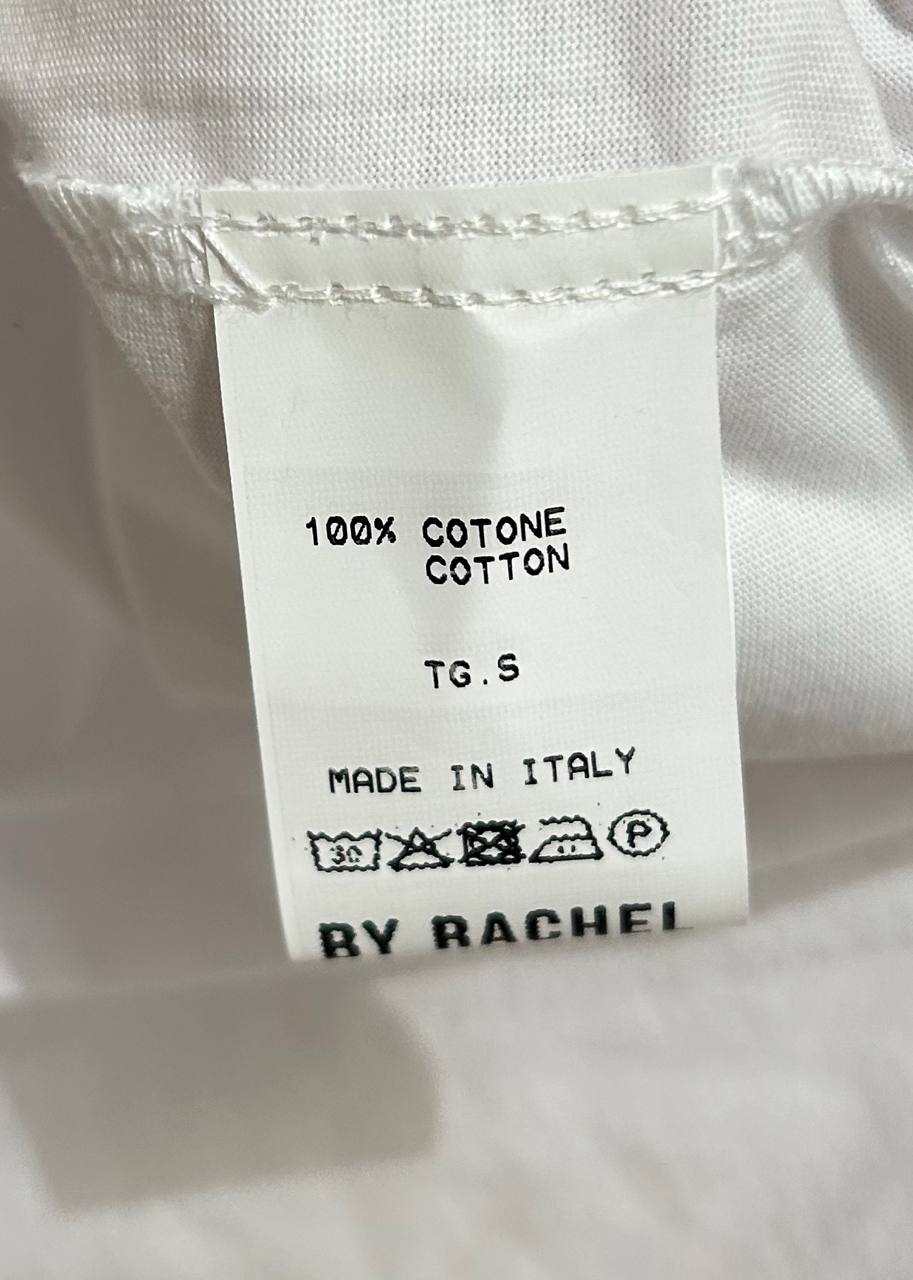 100% COTONE
COTTON
TG.S
MADE IN ITALY
30 P
BY RACHEL